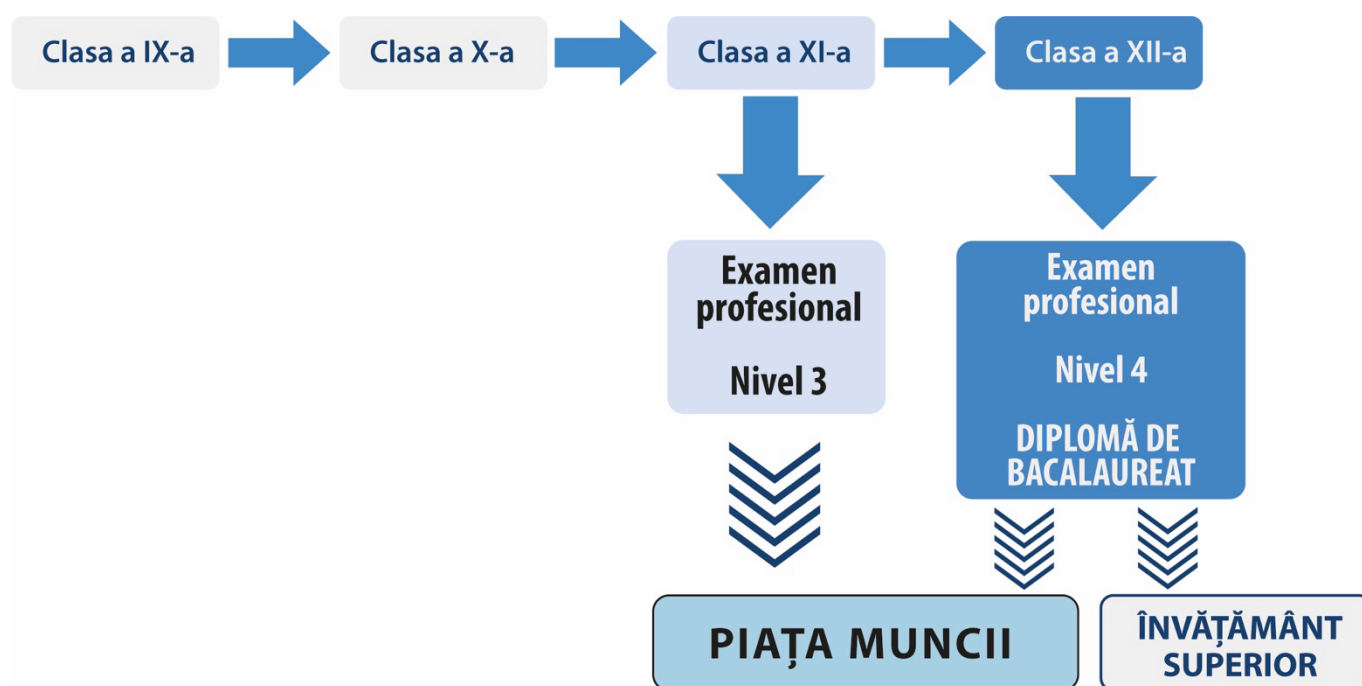 Clasa a IX-a
Clasa a X-a
Clasa a XI-a
Clasa a XII-a
Examen
profesional
Nivel 3
Examen
profesional
Nivel 4
DIPLOMĂ DE
BACALAUREAT
PIAȚA MUNCII
ÎNVĂȚĂMÂNT
SUPERIOR